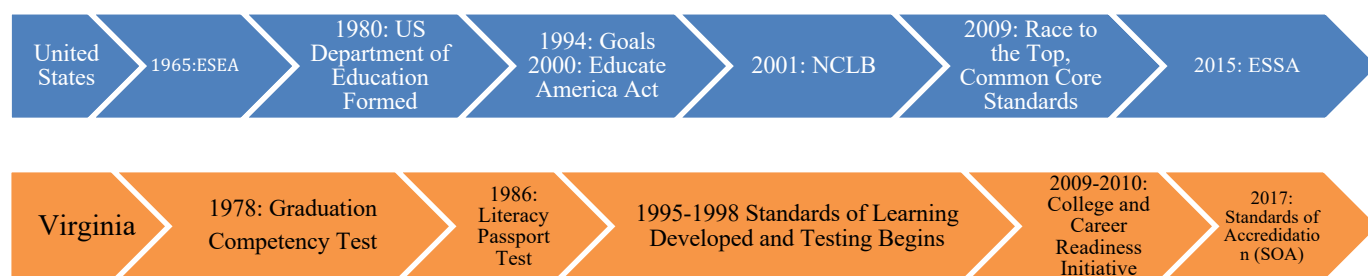 United
States
1965:ESEA
1980: US
Department of
Education
Formed
1994: Goals
2000: Educate
America Act
2001: NCLB
2009: Race to
the Top,
Common Core
Standards
2015: ESSA
Virginia
1978: Graduation
Competency Test
1986:
Literacy
Passport
Test
1995-1998 Standards of Learning
Developed and Testing Begins
2009-2010:
College and
Career
Readiness
Initiative
2017:
Standards of
Accredidatio
n (SOA)